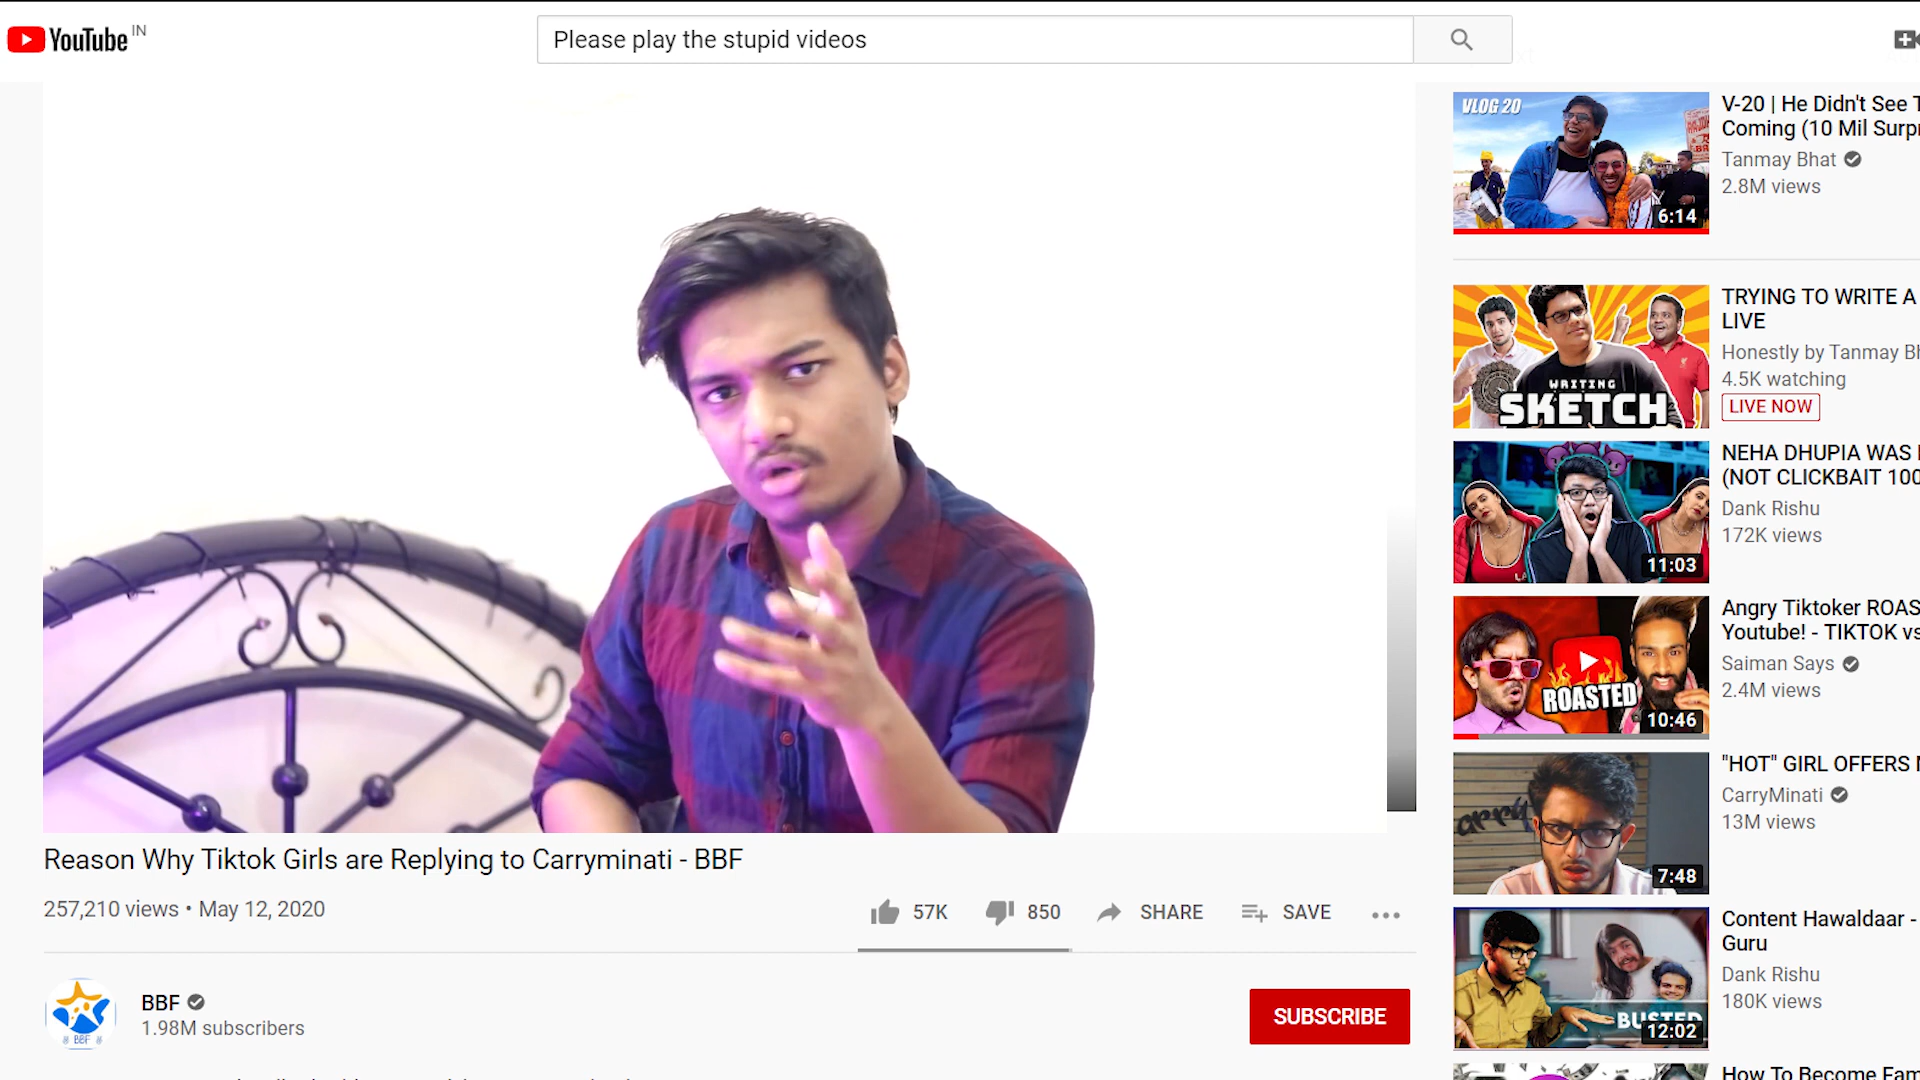 YouTube IN
Please play the stupid videos
VLOG 20
6:14
V-20 | He Didn't See
Coming (10 Mil
Tanmay Bhat
2.8M views
WRITING
SKETCH
TRYING TO WRITE A
LIVE
Honestly by Tanmay
4.5K watching
LIVE NOW
11:03
NEHA DHUPIA WAS
(NOT CLICKBAIT
Dank Rishu
172K views
ROASTED
10:46
Angry Tiktoker
Youtube! - TIKTOK vs
Saiman Says
2.4M views
7:48
"HOT" GIRL OFFERS
CarryMinati
13M views
BUSTED
12:02
Content Hawaldaar -
Guru
Dank Rishu
180K views
How To Become
Reason Why Tiktok Girls are Replying to Carryminati - BBF
257,210 views • May 12, 2020
57K
850
SHARE
SAVE
BBF
BBF
1.98M subscribers
SUBSCRIBE